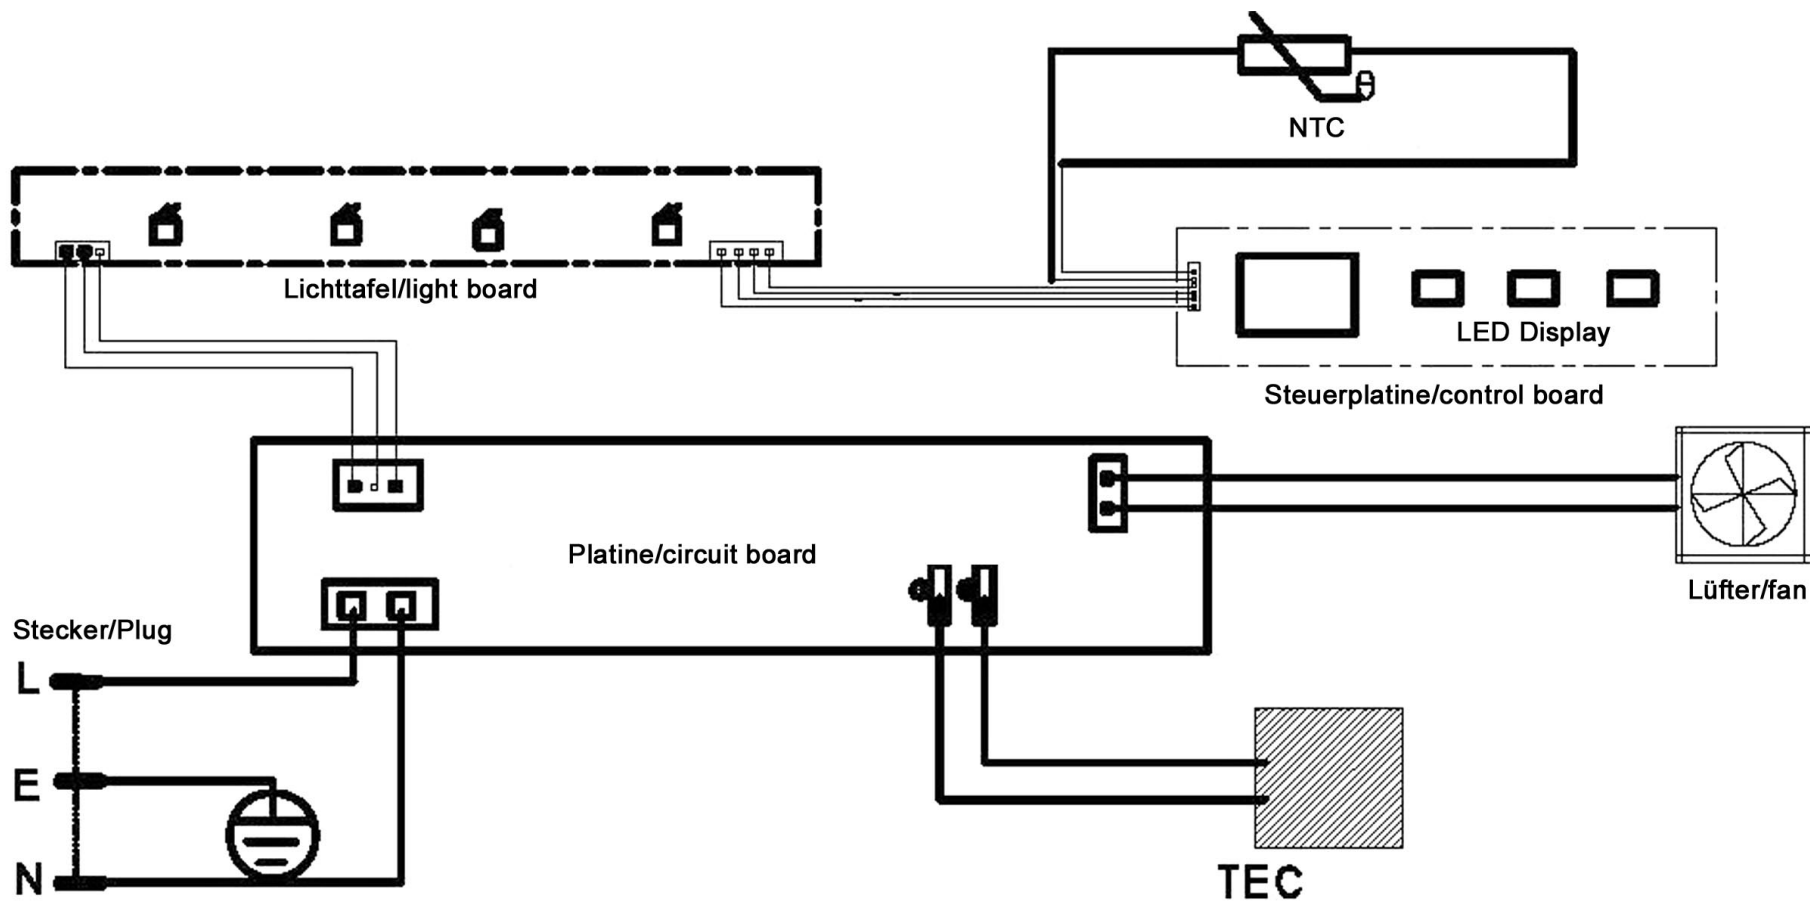 NTC
Lichttafel/light board
LED Display
Steuerplatine/control board
Platine/circuit board
Lüfter/fan
Stecker/Plug
L
E
N
TEC